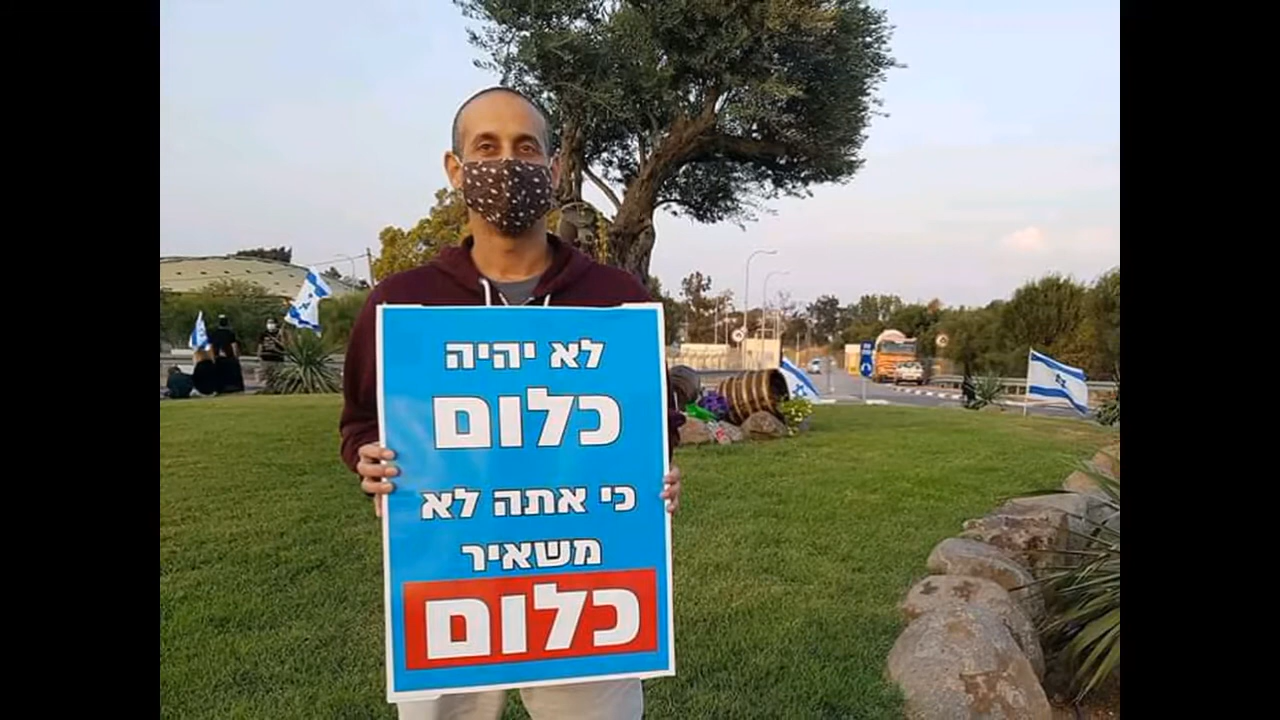 לא יהיה
כלום
כי אתה לא
משאיר
כלום